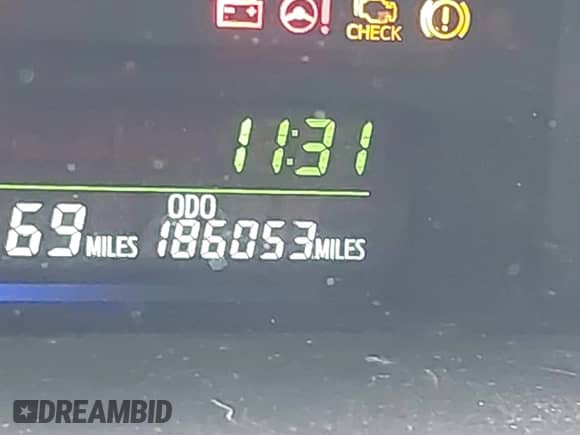 CHECK
11:31
ODO
69 MILES 186053 MILES
DREAMBID